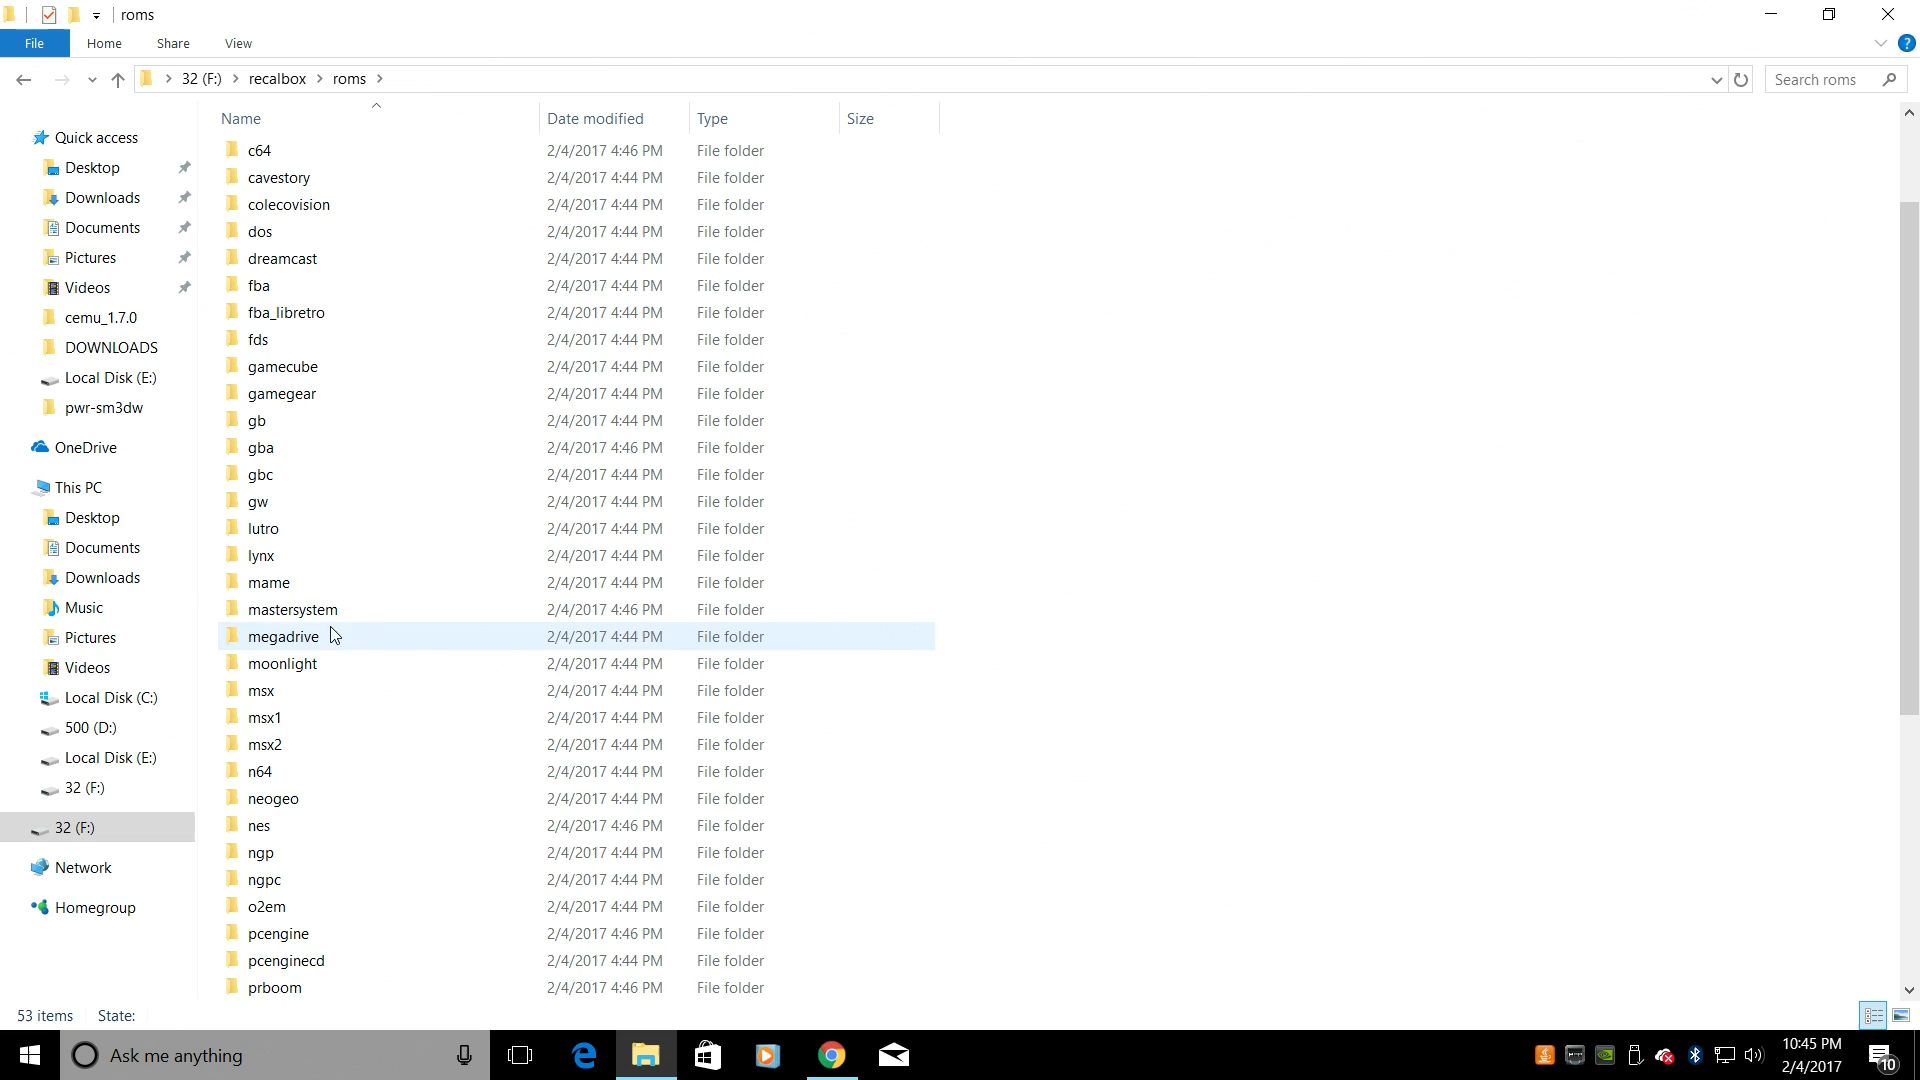 roms
File Home Share View
32 (F:) recalbox roms
Search roms
Name Date modified Type Size
Quick access
Desktop
Downloads
Documents
Pictures
Videos
cemu_1.7.0
DOWNLOADS
Local Disk (E:)
pwr-sm3dw
OneDrive
This PC
Desktop
Documents
Downloads
Music
Pictures
Videos
Local Disk (C:)
500 (D:)
Local Disk (E:)
32 (F:)
32 (F:)
Network
Homegroup
c64 2/4/2017 4:46 PM File folder
cavestory 2/4/2017 4:44 PM File folder
colecovision 2/4/2017 4:44 PM File folder
dos 2/4/2017 4:44 PM File folder
dreamcast 2/4/2017 4:44 PM File folder
fba 2/4/2017 4:44 PM File folder
fba_libretro 2/4/2017 4:44 PM File folder
fds 2/4/2017 4:44 PM File folder
gamecube 2/4/2017 4:44 PM File folder
gamegear 2/4/2017 4:44 PM File folder
gb 2/4/2017 4:44 PM File folder
gba 2/4/2017 4:46 PM File folder
gbc 2/4/2017 4:44 PM File folder
gw 2/4/2017 4:44 PM File folder
lutro 2/4/2017 4:44 PM File folder
lynx 2/4/2017 4:44 PM File folder
mame 2/4/2017 4:44 PM File folder
mastersystem 2/4/2017 4:46 PM File folder
megadrive 2/4/2017 4:44 PM File folder
moonlight 2/4/2017 4:44 PM File folder
msx 2/4/2017 4:44 PM File folder
msx1 2/4/2017 4:44 PM File folder
msx2 2/4/2017 4:44 PM File folder
n64 2/4/2017 4:44 PM File folder
neogeo 2/4/2017 4:44 PM File folder
nes 2/4/2017 4:46 PM File folder
ngp 2/4/2017 4:44 PM File folder
ngpc 2/4/2017 4:44 PM File folder
o2em 2/4/2017 4:44 PM File folder
pcengine 2/4/2017 4:46 PM File folder
pcenginecd 2/4/2017 4:44 PM File folder
prboom 2/4/2017 4:46 PM File folder
53 items State:
Ask me anything
10:45 PM
2/4/2017
10